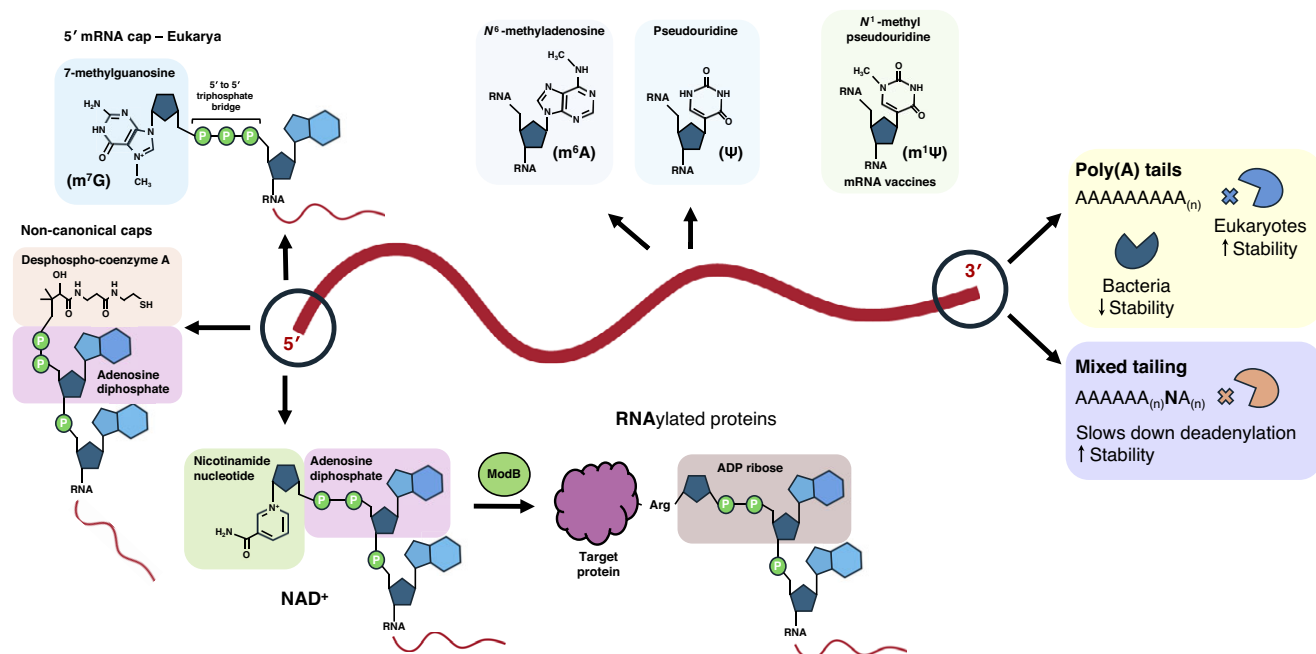 5′ mRNA cap – Eukarya
7-methylguanosine
5′ to 5′
triphosphate
bridge
H₂N
N
N
HN
N
O
N⁺
CH₃
(m⁷G)
P
P
P
RNA
N⁶-methyladenosine
H₃C
NH
RNA
N
N
N
N
RNA
(m⁶A)
Pseudouridine
O
RNA
HN
NH
O
RNA
(Ψ)
N¹-methyl
pseudouridine
H₃C
O
N
NH
RNA
O
RNA
(m¹Ψ)
mRNA vaccines
Non-canonical caps
Desphospho-coenzyme A
OH
H
N
H
N
SH
O
O
P
P
Adenosine
diphosphate
P
RNA
5′
3′
Poly(A) tails
AAAAAAAAA(n)
Eukaryotes
↑ Stability
Bacteria
↓ Stability
Mixed tailing
AAAAAA(n)NA(n)
Slows down deadenylation
↑ Stability
Nicotinamide
nucleotide
N⁺
H₂N
O
Adenosine
diphosphate
P
P
P
RNA
NAD⁺
ModB
RNAylated proteins
Target
protein
Arg
ADP ribose
P
P
P
RNA